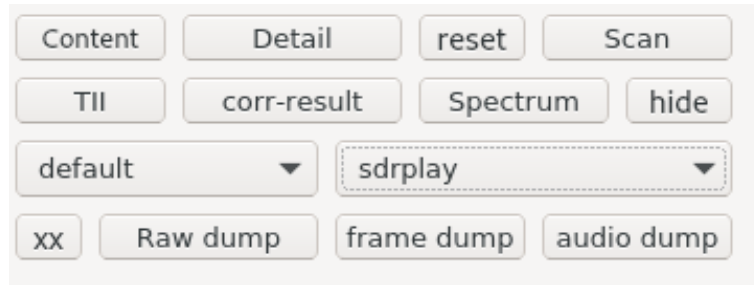 Content Detail reset Scan
TII corr-result Spectrum hide
default sdrplay
xx Raw dump frame dump audio dump